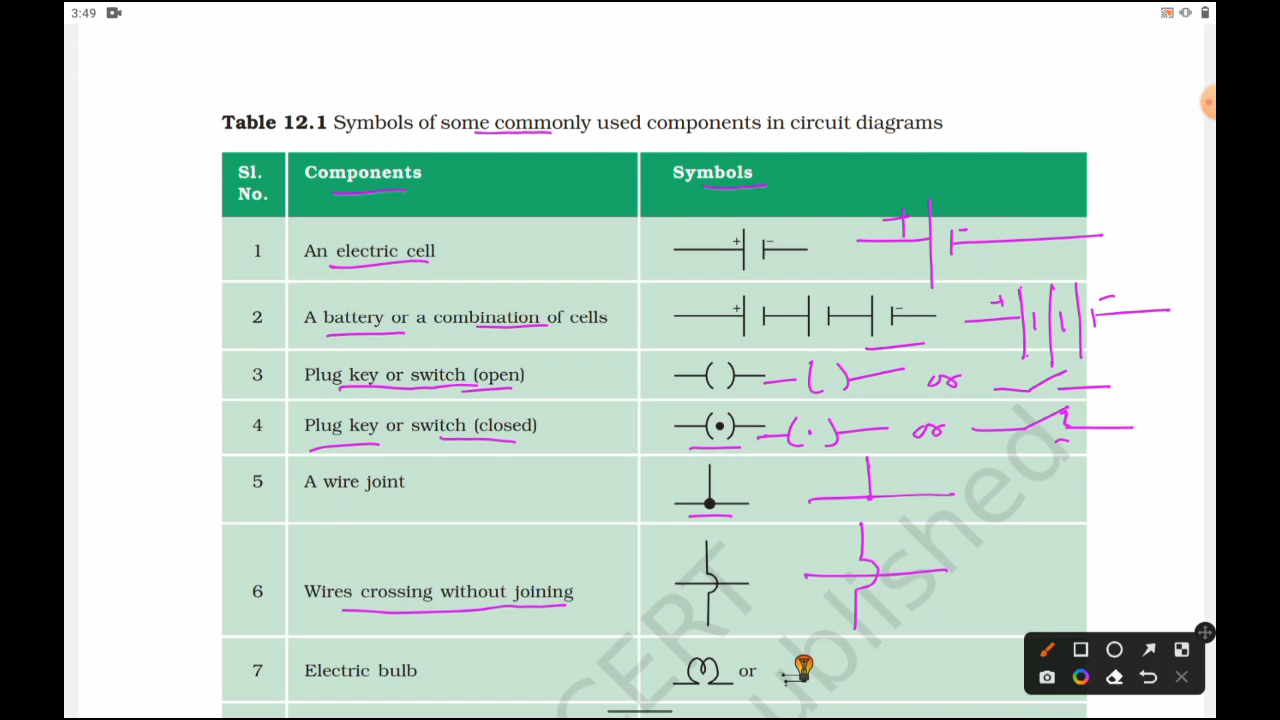 3:49
Table 12.1 Symbols of some commonly used components in circuit diagrams
Sl. No. Components Symbols
1 An electric cell + − + −
2 A battery or a combination of cells + − + −
3 Plug key or switch (open) or
4 Plug key or switch (closed) or
5 A wire joint
6 Wires crossing without joining
7 Electric bulb or
CERT
ublished